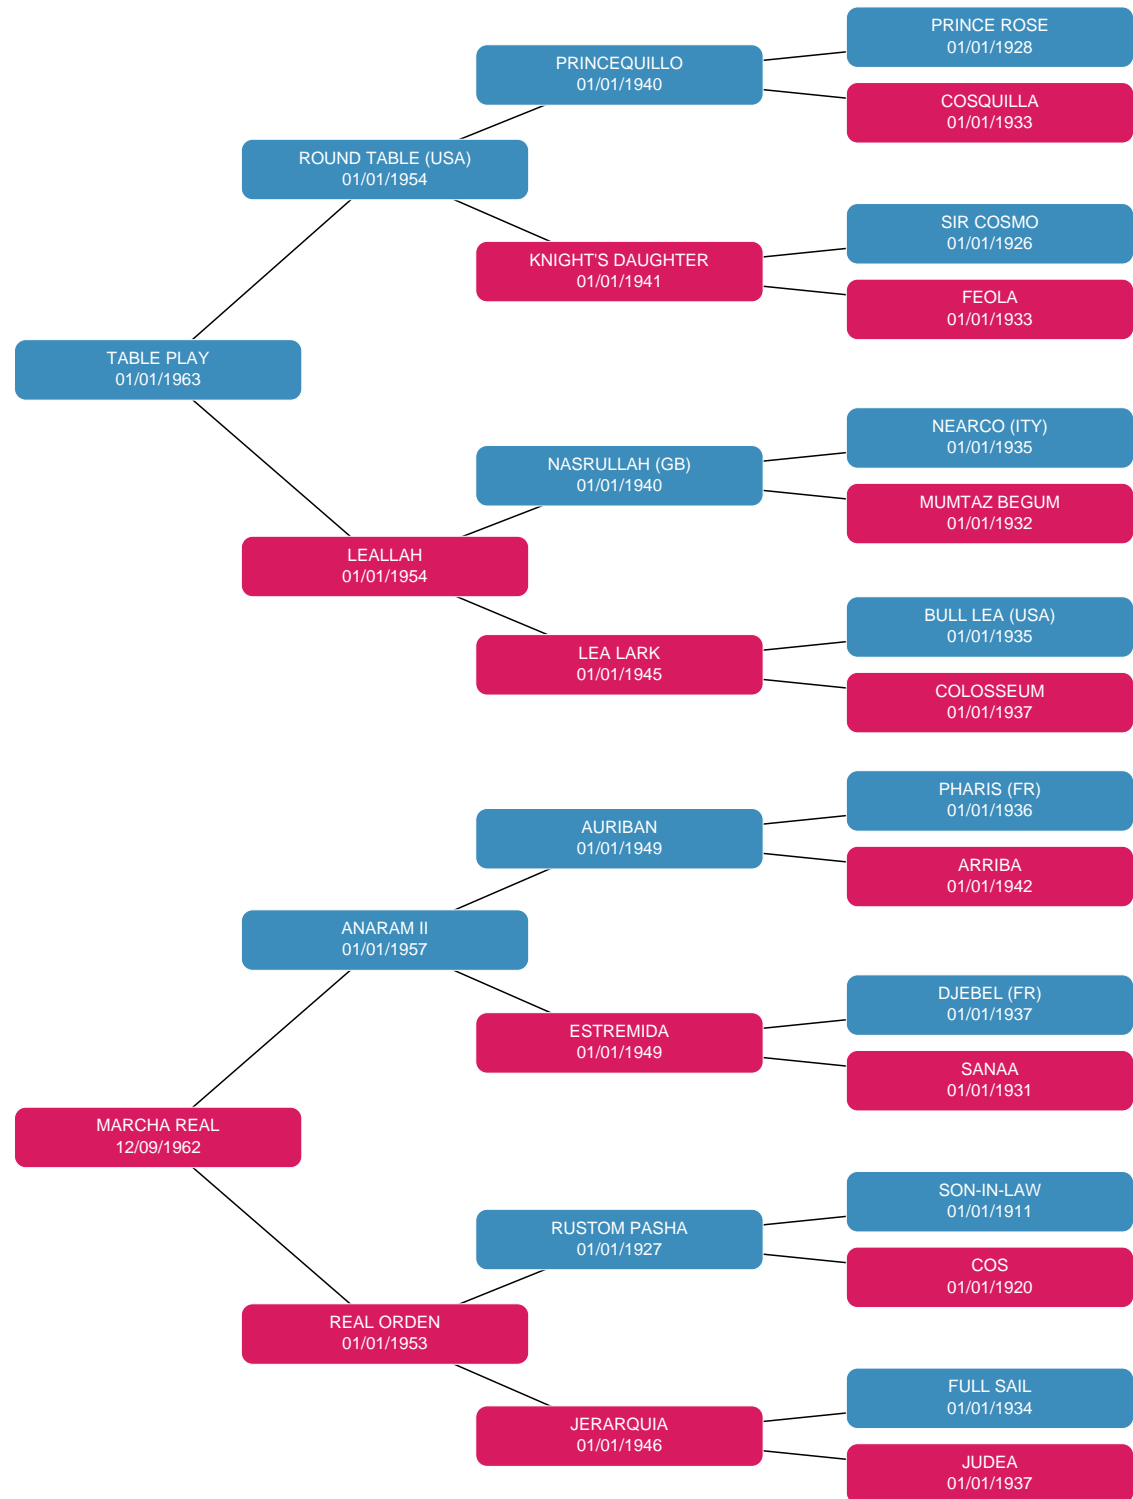 PRINCE ROSE
01/01/1928
PRINCEQUILLO
01/01/1940
COSQUILLA
01/01/1933
ROUND TABLE (USA)
01/01/1954
SIR COSMO
01/01/1926
KNIGHT'S DAUGHTER
01/01/1941
FEOLA
01/01/1933
TABLE PLAY
01/01/1963
NEARCO (ITY)
01/01/1935
NASRULLAH (GB)
01/01/1940
MUMTAZ BEGUM
01/01/1932
LEALLAH
01/01/1954
BULL LEA (USA)
01/01/1935
LEA LARK
01/01/1945
COLOSSEUM
01/01/1937
PHARIS (FR)
01/01/1936
AURIBAN
01/01/1949
ARRIBA
01/01/1942
ANARAM II
01/01/1957
DJEBEL (FR)
01/01/1937
ESTREMIDA
01/01/1949
SANAA
01/01/1931
MARCHA REAL
12/09/1962
SON-IN-LAW
01/01/1911
RUSTOM PASHA
01/01/1927
COS
01/01/1920
REAL ORDEN
01/01/1953
FULL SAIL
01/01/1934
JERARQUIA
01/01/1946
JUDEA
01/01/1937